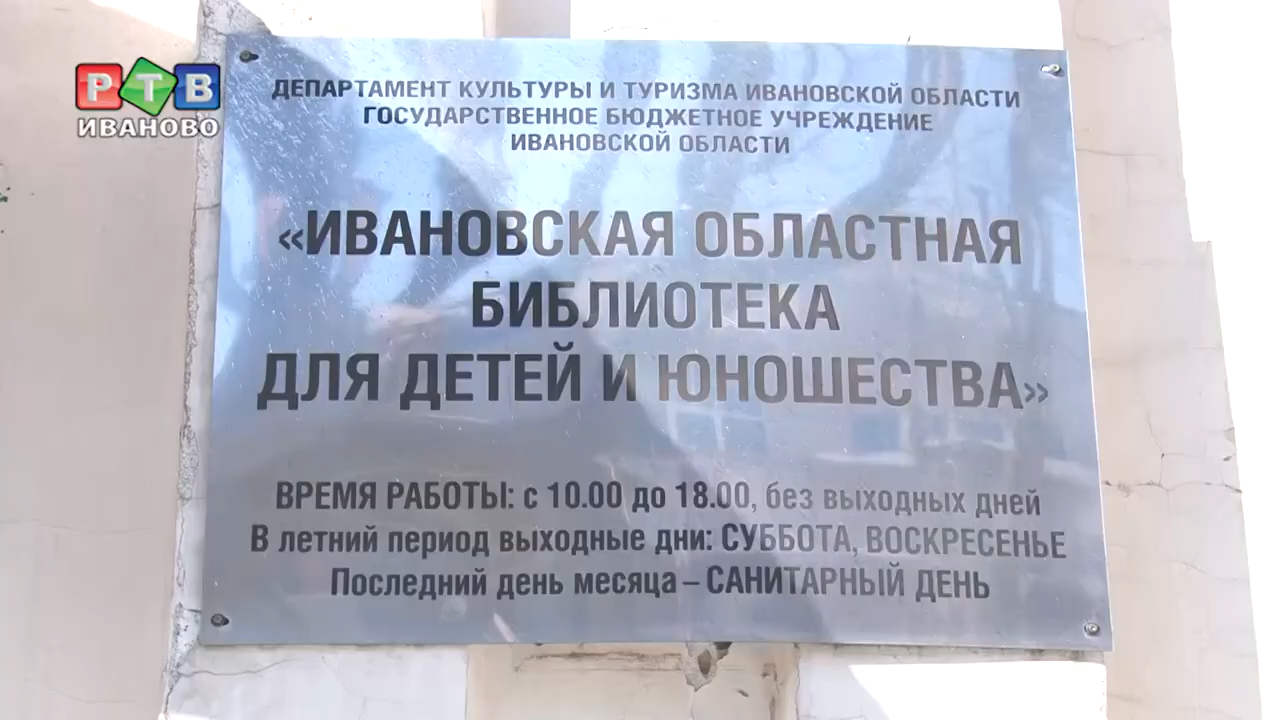 РТВ
ИВАНОВО
ДЕПАРТАМЕНТ КУЛЬТУРЫ И ТУРИЗМА ИВАНОВСКОЙ ОБЛАСТИ
ГОСУДАРСТВЕННОЕ БЮДЖЕТНОЕ УЧРЕЖДЕНИЕ
ИВАНОВСКОЙ ОБЛАСТИ
«ИВАНОВСКАЯ ОБЛАСТНАЯ
БИБЛИОТЕКА
ДЛЯ ДЕТЕЙ И ЮНОШЕСТВА»
ВРЕМЯ РАБОТЫ: с 10.00 до 18.00, без выходных дней
В летний период выходные дни: СУББОТА, ВОСКРЕСЕНЬЕ
Последний день месяца – САНИТАРНЫЙ ДЕНЬ